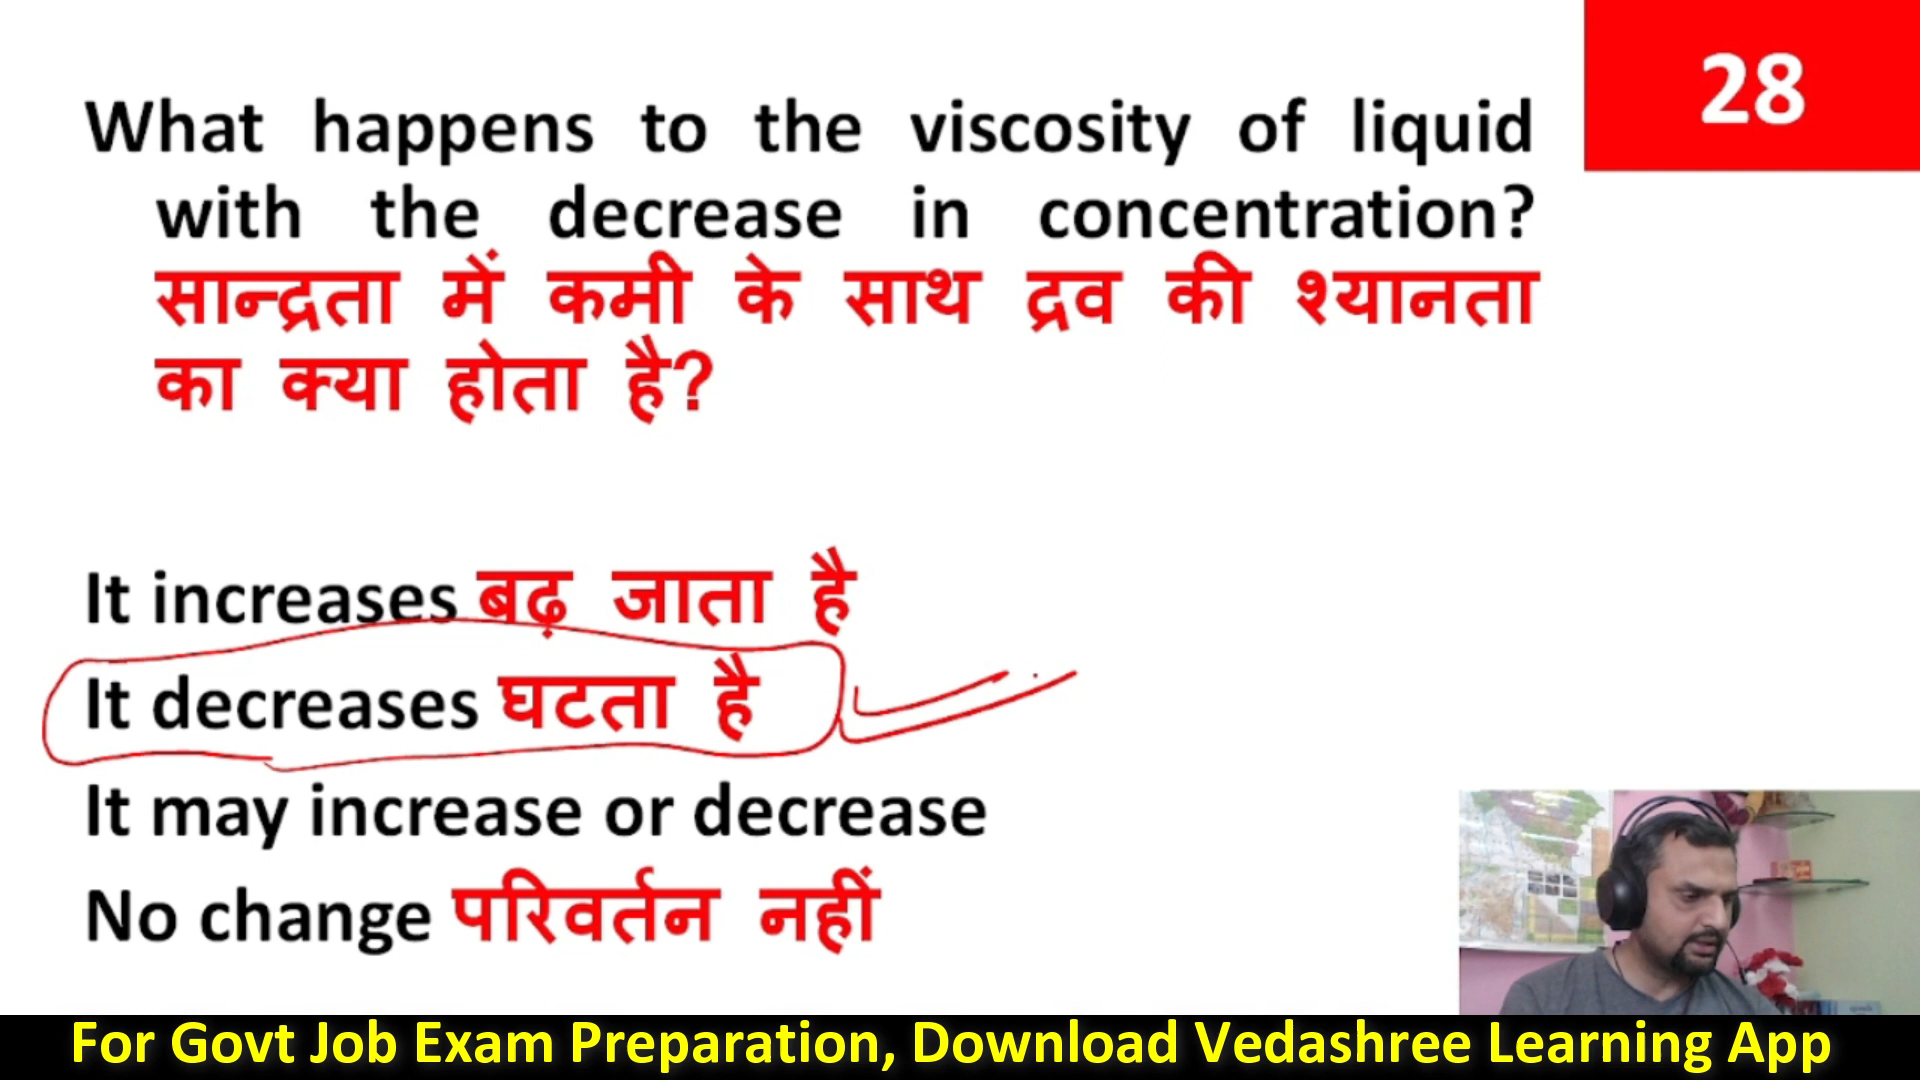 28
What happens to the viscosity of liquid
with the decrease in concentration?
सान्द्रता में कमी के साथ द्रव की श्यानता
का क्या होता है?
It increases बढ़ जाता है
It decreases घटता है
It may increase or decrease
No change परिवर्तन नहीं
For Govt Job Exam Preparation, Download Vedashree Learning App